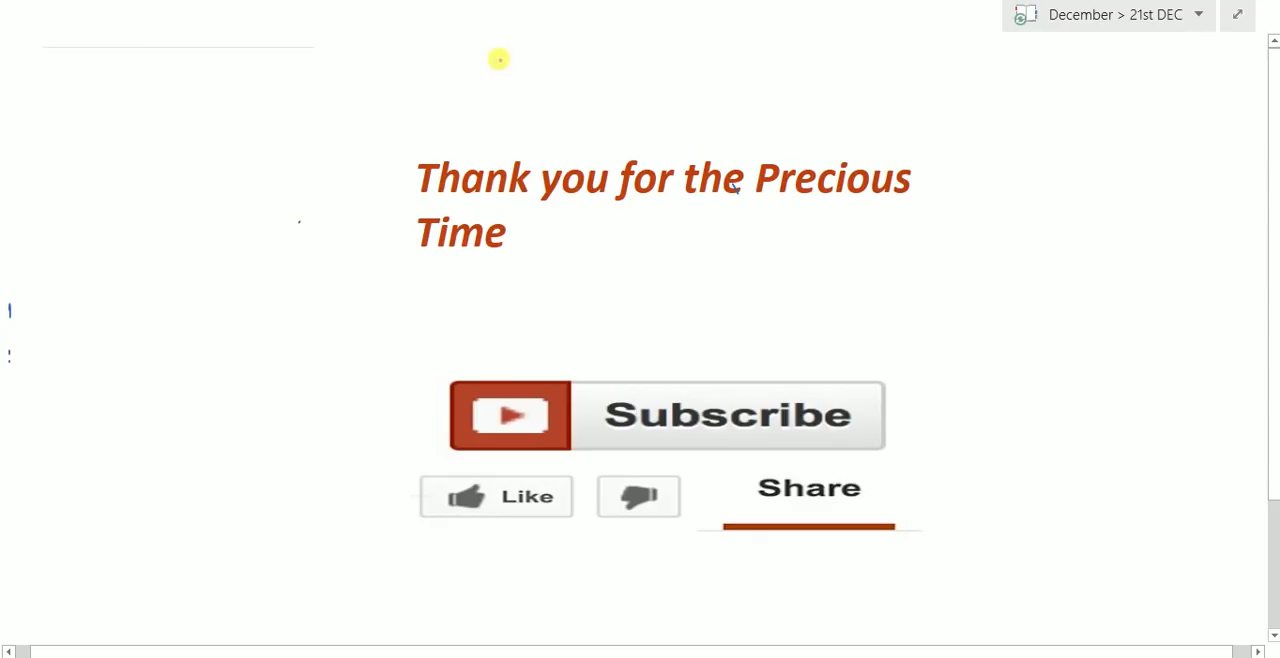 December > 21st DEC
Thank you for the Precious
Time
Subscribe
Like
Share